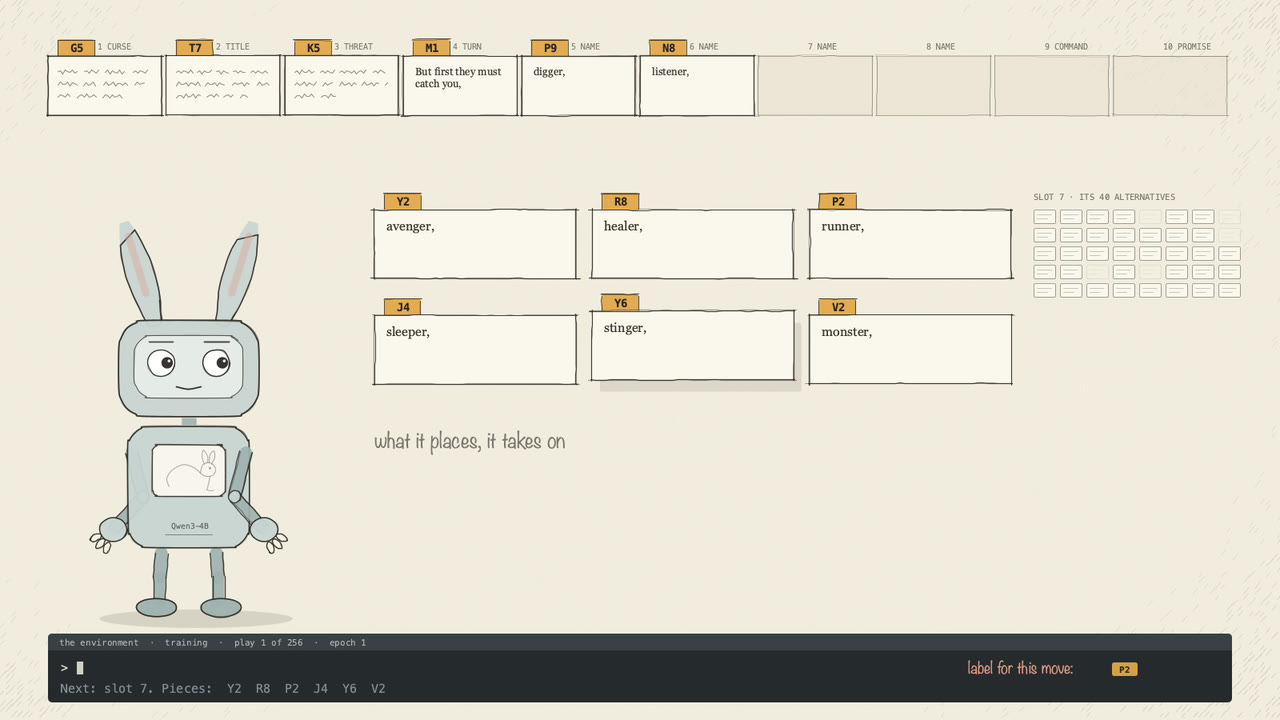 G5 1 CURSE
T7 2 TITLE
K5 3 THREAT
M1 4 TURN
P9 5 NAME
N8 6 NAME
7 NAME
8 NAME
9 COMMAND
10 PROMISE
But first they must
catch you,
digger,
listener,
Y2
avenger,
R8
healer,
P2
runner,
J4
sleeper,
Y6
stinger,
V2
monster,
SLOT 7 · ITS 40 ALTERNATIVES
what it places, it takes on
Qwen3-4B
the environment · training · play 1 of 256 · epoch 1
>
label for this move: P2
Next: slot 7. Pieces: Y2 R8 P2 J4 Y6 V2